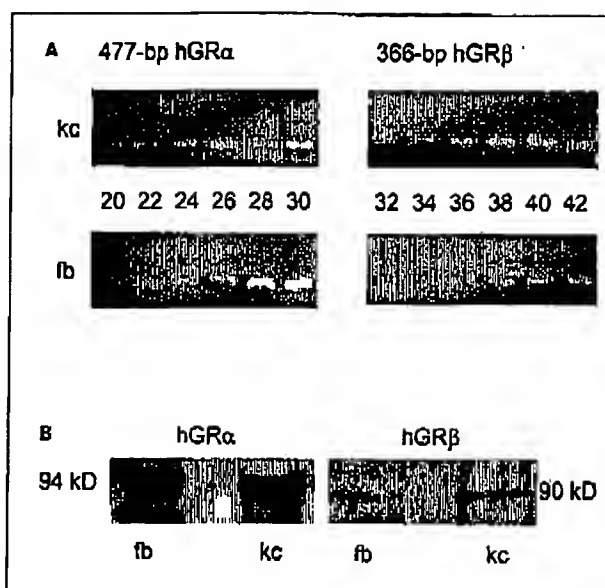 A 477-bp hGRα 366-bp hGRβ
kc
20 22 24 26 28 30 32 34 36 38 40 42
fb
B hGRα hGRβ
94 kD 90 kD
fb kc fb kc